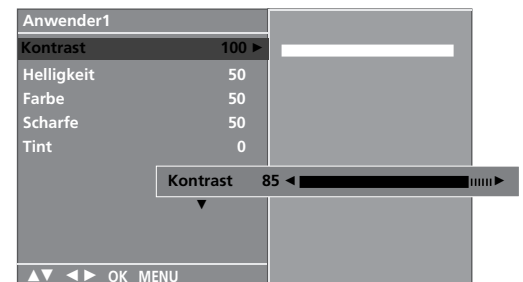 Anwender1
Kontrast 100 ►
Helligkeit 50
Farbe 50
Scharfe 50
Tint 0
Kontrast 85 ◄ ►
▼
▲▼ ◄► OK MENU